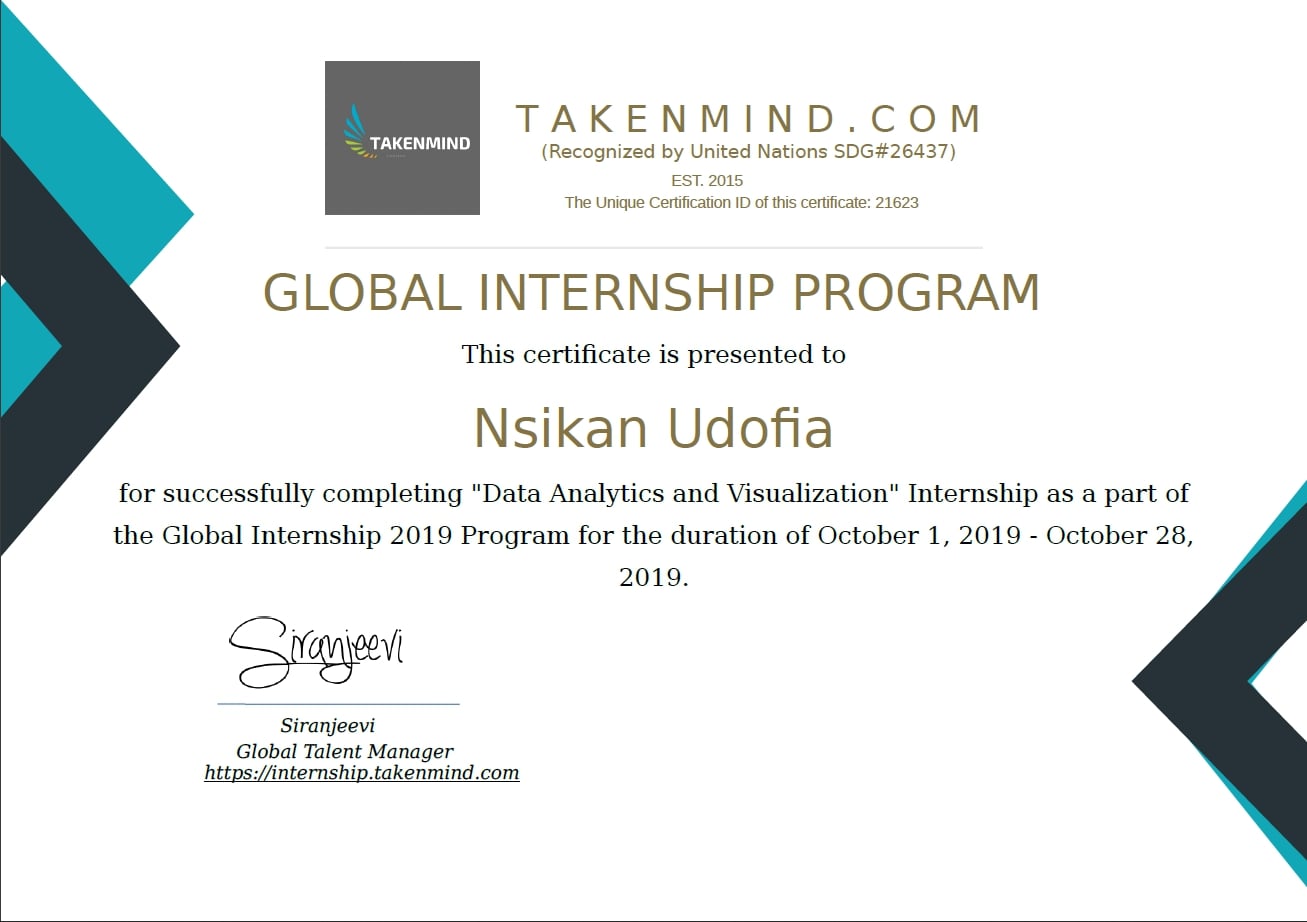 TAKENMIND
TAKENMIND.COM
(Recognized by United Nations SDG#26437)
EST. 2015
The Unique Certification ID of this certificate: 21623
GLOBAL INTERNSHIP PROGRAM
This certificate is presented to
Nsikan Udofia
for successfully completing "Data Analytics and Visualization" Internship as a part of
the Global Internship 2019 Program for the duration of October 1, 2019 - October 28,
2019.
Siranjeevi
Siranjeevi
Global Talent Manager
https://internship.takenmind.com